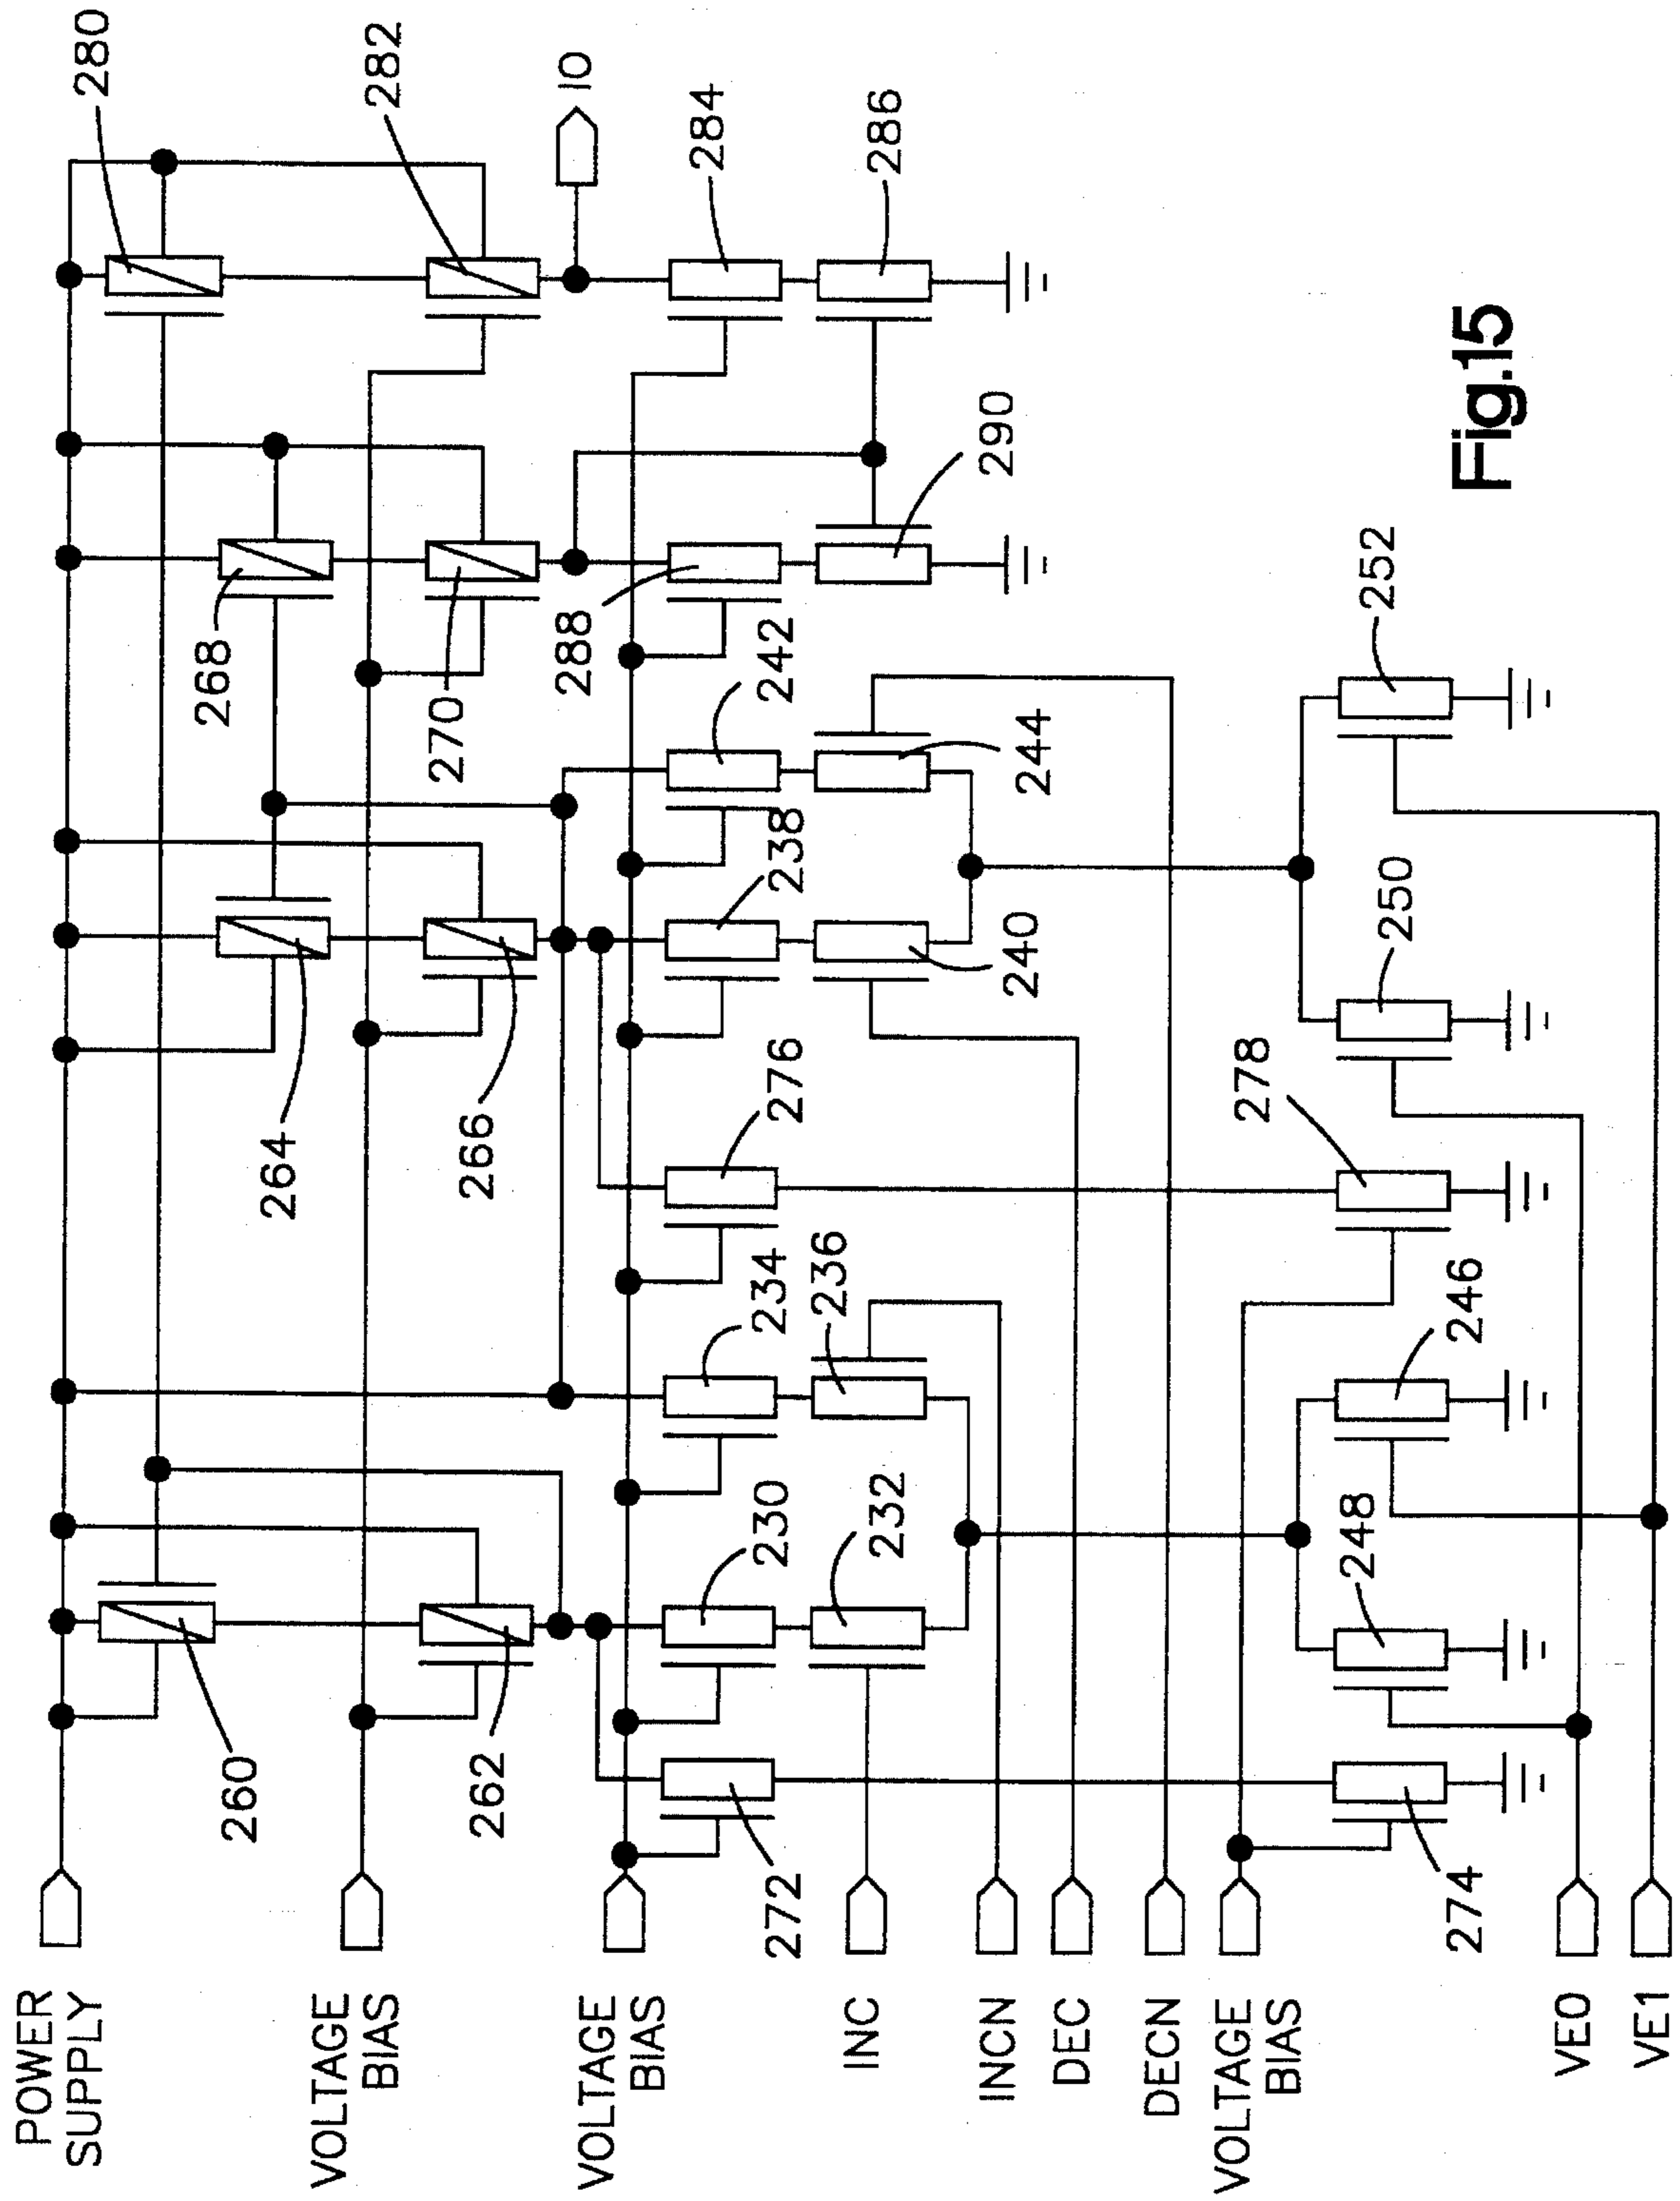 POWER
SUPPLY
VOLTAGE
BIAS
VOLTAGE
BIAS
INC
INCN
DEC
DECN
VOLTAGE
BIAS
VE0
VE1
260
262
264
266
268
270
280
282
IO
272
230
232
234
236
276
238
240
242
244
288
290
284
286
274
248
246
278
250
252
Fig.15